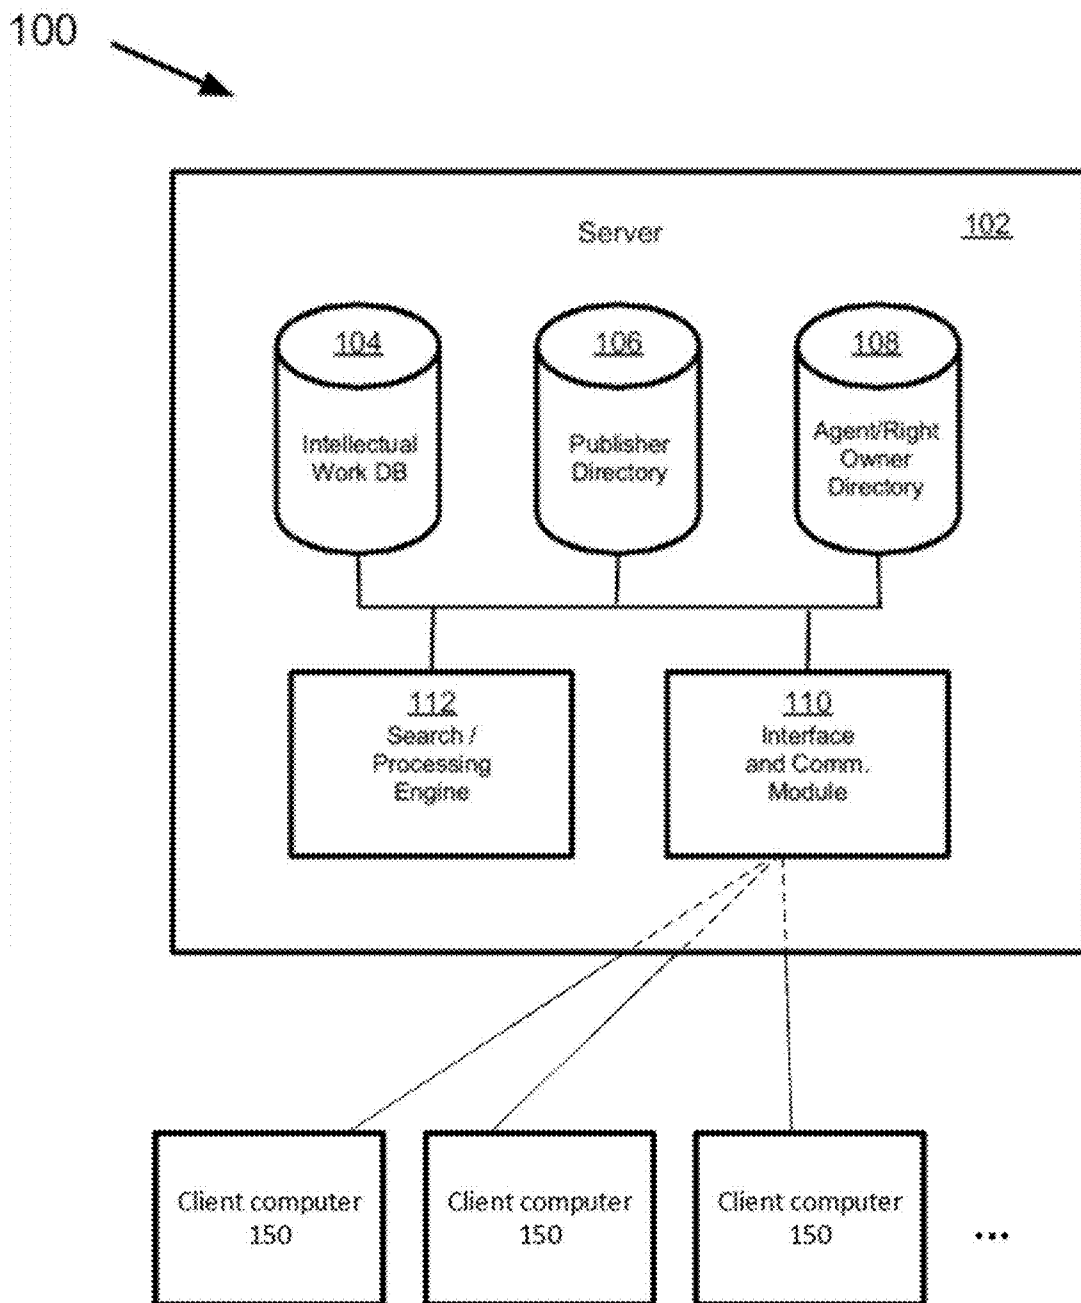 100
Server
102
104
Intellectual
Work DB
106
Publisher
Directory
108
Agent/Right
Owner
Directory
112
Search /
Processing
Engine
110
Interface
and Comm.
Module
Client computer
150
Client computer
150
Client computer
150
...